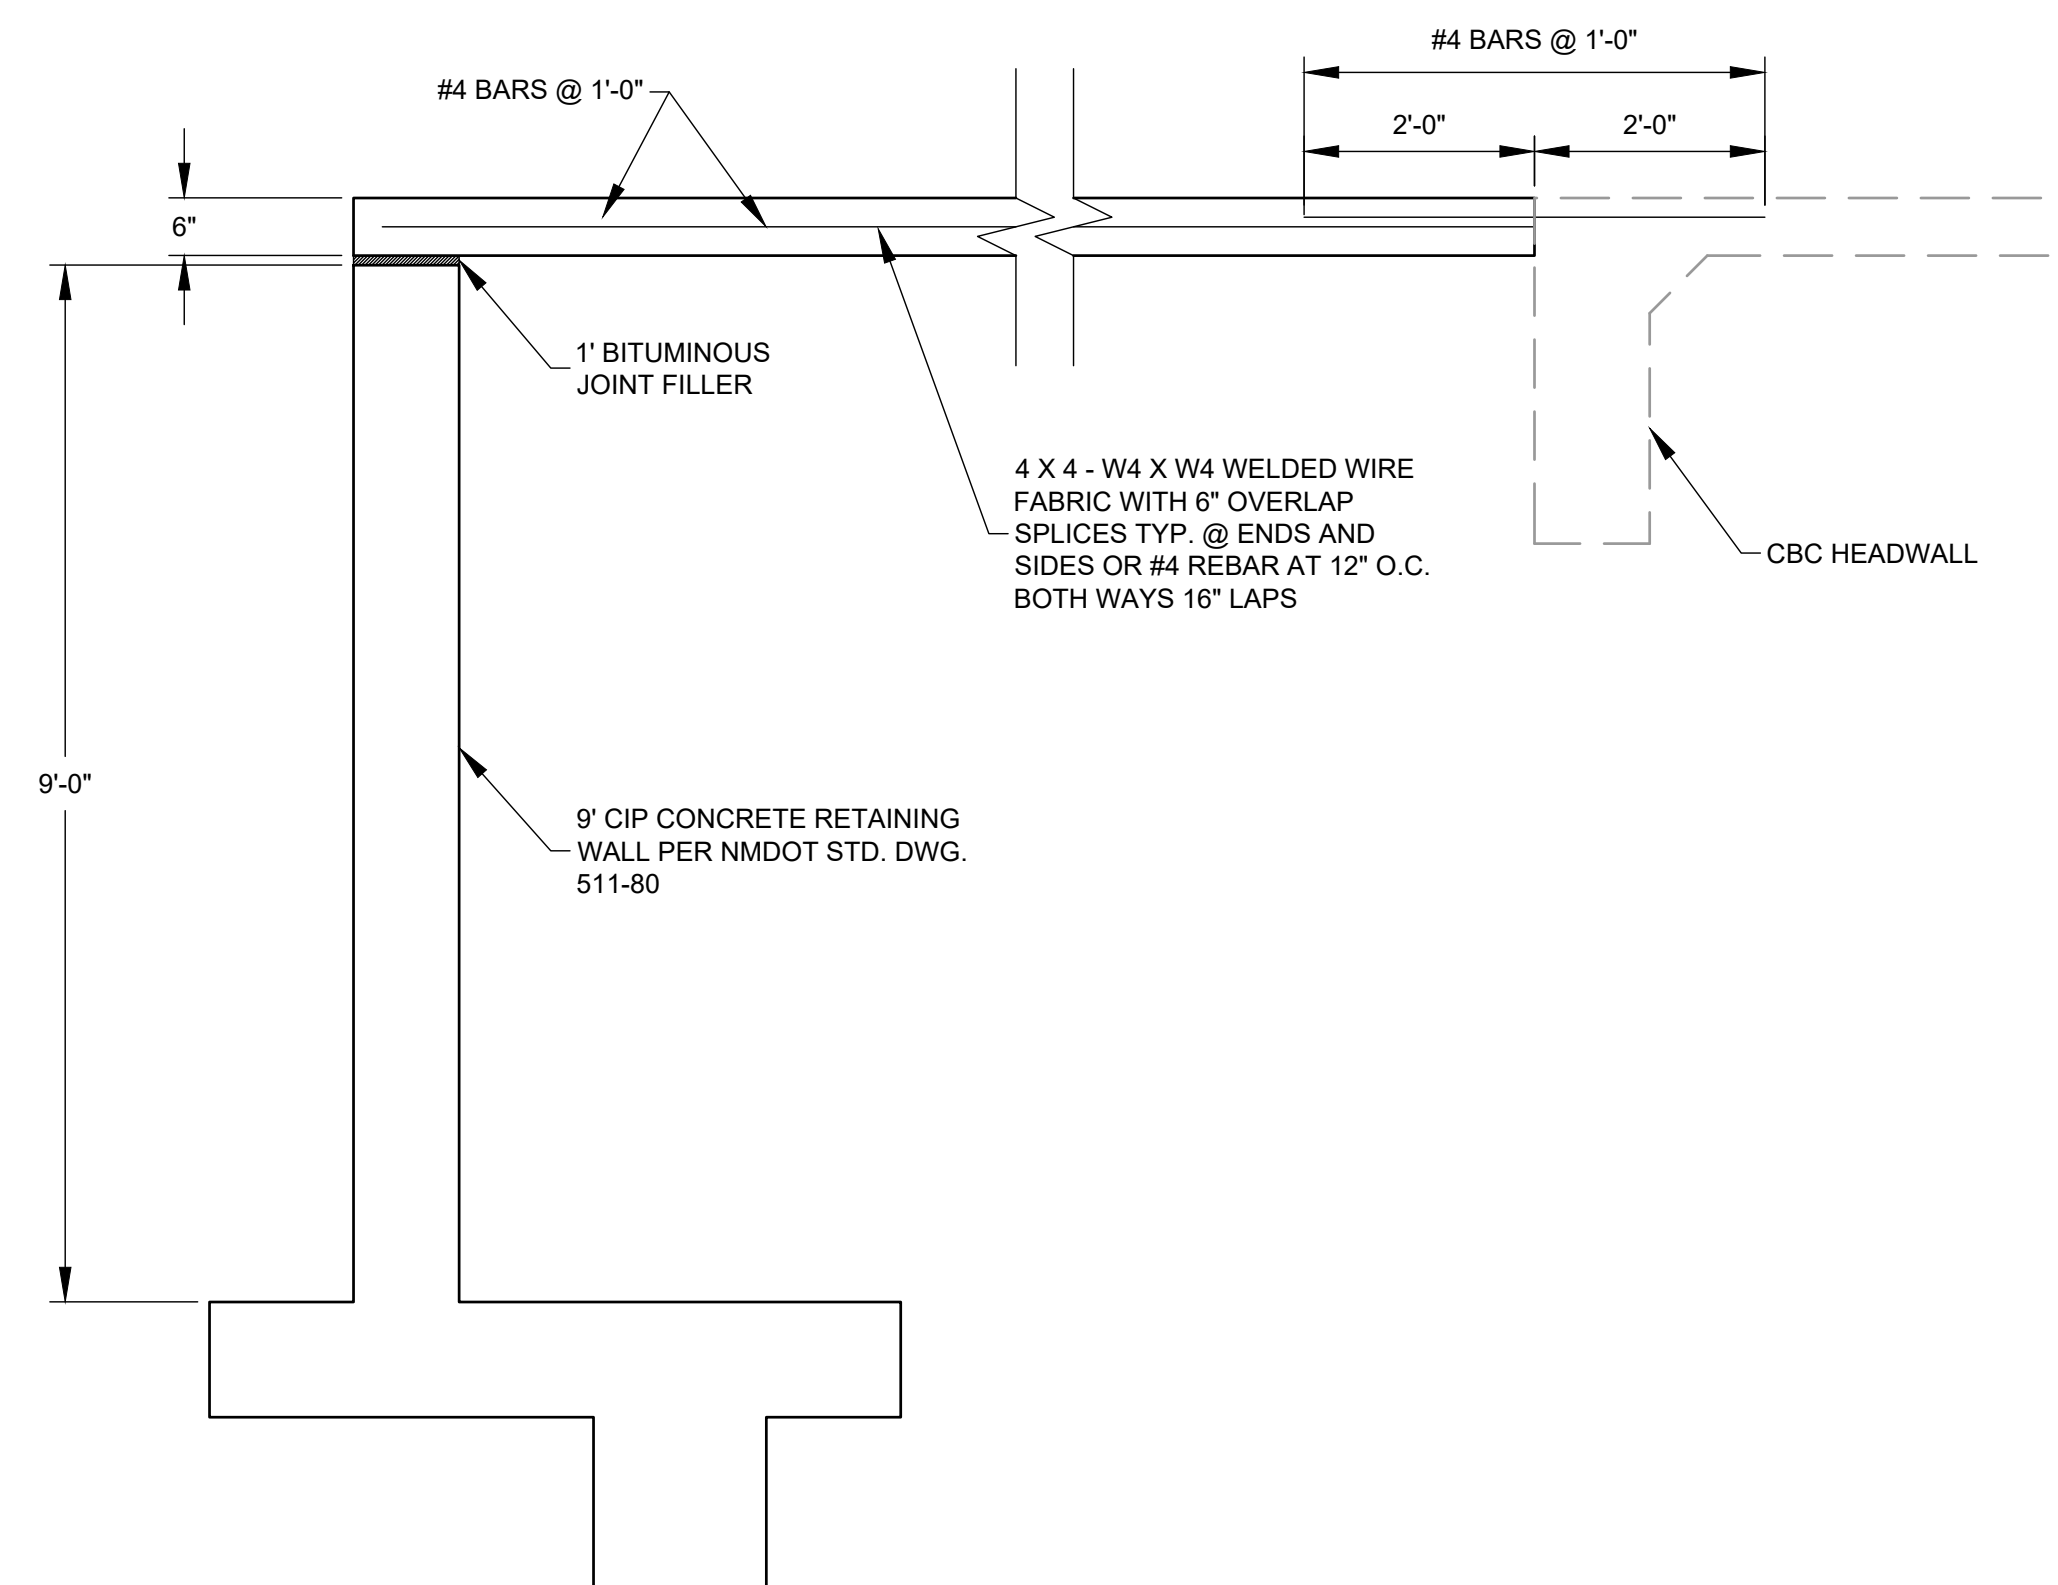 #4 BARS @ 1'-0"
#4 BARS @ 1'-0"
2'-0"
2'-0"
6"
1' BITUMINOUS
JOINT FILLER
4 X 4 - W4 X W4 WELDED WIRE
FABRIC WITH 6" OVERLAP
SPLICES TYP. @ ENDS AND
SIDES OR #4 REBAR AT 12" O.C.
BOTH WAYS 16" LAPS
CBC HEADWALL
9'-0"
9' CIP CONCRETE RETAINING
WALL PER NMDOT STD. DWG.
511-80